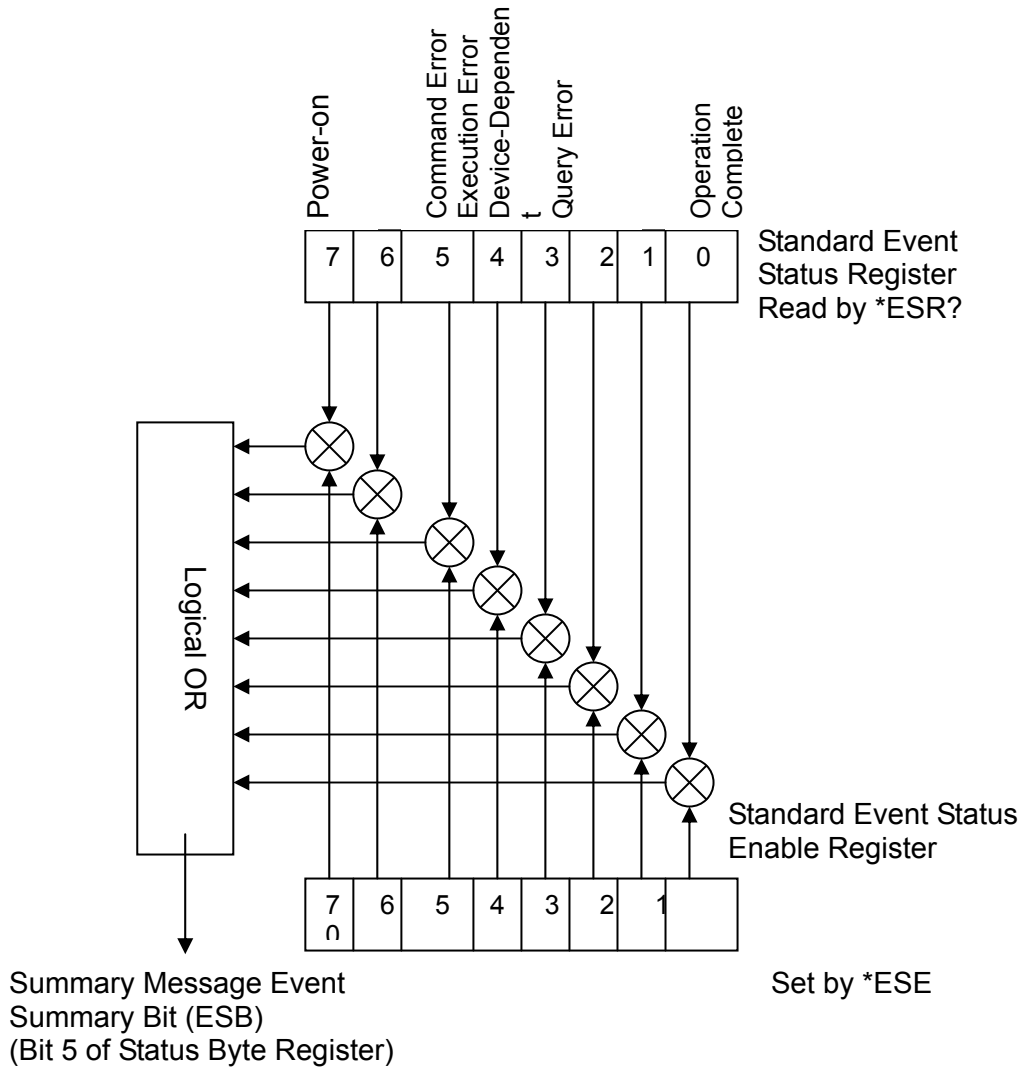 Power-on
Command Error
Execution Error
Device-Dependen
t
Query Error
Operation
Complete
7 6 5 4 3 2 1 0
Standard Event
Status Register
Read by *ESR?
Logical OR
Standard Event Status
Enable Register
7 6 5 4 3 2 1
0
Set by *ESE
Summary Message Event
Summary Bit (ESB)
(Bit 5 of Status Byte Register)